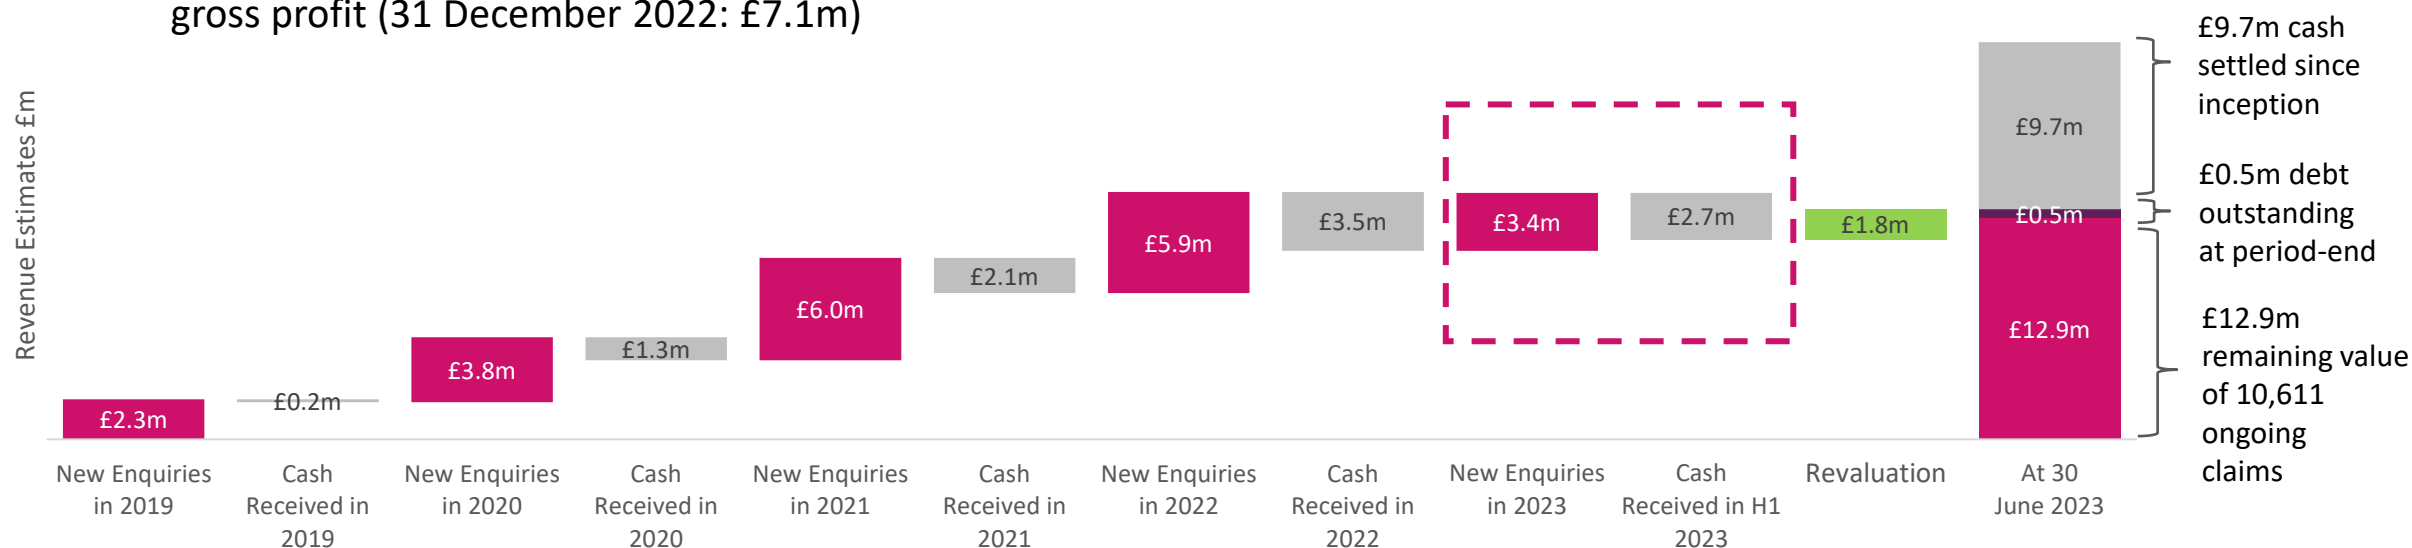 gross profit (31 December 2022: £7.1m)
Revenue Estimates £m
£2.3m
£0.2m
£3.8m
£1.3m
£6.0m
£2.1m
£5.9m
£3.5m
£3.4m
£2.7m
£1.8m
£9.7m
£0.5m
£12.9m
£9.7m cash
settled since
inception
£0.5m debt
outstanding
at period-end
£12.9m
remaining value
of 10,611
ongoing
claims
New Enquiries
in 2019
Cash
Received in
2019
New Enquiries
in 2020
Cash
Received in
2020
New Enquiries
in 2021
Cash
Received in
2021
New Enquiries
in 2022
Cash
Received in
2022
New Enquiries
in 2023
Cash
Received in H1
2023
Revaluation
At 30
June 2023